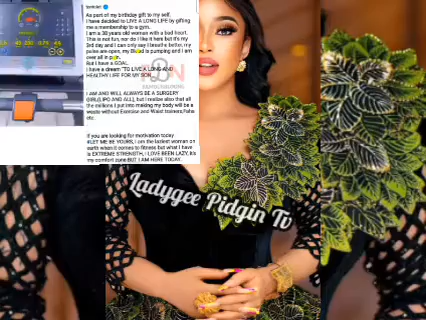 As part of my birthday gift to my self,
I have decided to LIVE A LONG LIFE by gifting
me a membership to a gym.
I am a 38 years old woman with a bad heart.
This is not fun, nor do I like it here but it's my
3rd day and I can only say I breathe better, my
pulse are open, my Blood is pumping and I am
over all in pain.
But I have a GOAL.
I have a dream "TO LIVE A LONG AND
HEALTHY LIFE FOR MY SON
I AM AND WILL ALWAYS BE A SURGERY
GIRL(S IPO AND ALL), but I realise also that all
the millions I put into making my body will be a
waste without Exercise and Waist trainers/
etc.
If you are looking for motivation today
LET ME BE YOURS, I am the laziest woman on
earth when it comes to fitness but what I have
is EXTREME STRENGTH, I LOVE BEEN LAZY, it's
my comfort zone BUT I AM HERE TODAY.
Ladygee Pidgin Tv